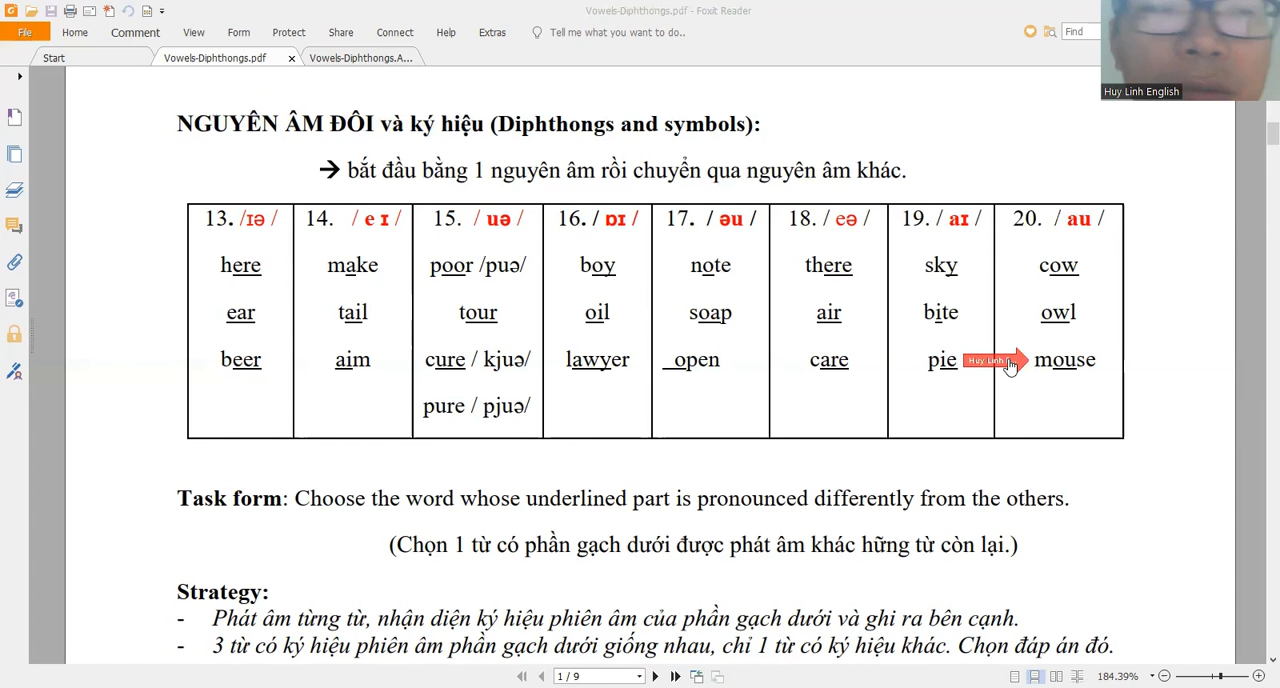 Vowels-Diphthongs.pdf - Foxit Reader
File Home Comment View Form Protect Share Connect Help Extras Tell me what you want to do.. Find
Start Vowels-Diphthongs.pdf Vowels-Diphthongs.A...
Huy Linh English
NGUYÊN ÂM ĐÔI và ký hiệu (Diphthongs and symbols):
➔ bắt đầu bằng 1 nguyên âm rồi chuyển qua nguyên âm khác.
13. /ɪə / 14. / e ɪ / 15. / uə / 16. / ɒɪ / 17. / əu / 18. / eə / 19. / aɪ / 20. / au /
here make poor /puə/ boy note there sky cow
ear tail tour oil soap air bite owl
beer aim cure / kjuə/ lawyer open care pie mouse
Huy Linh
pure / pjuə/
Task form: Choose the word whose underlined part is pronounced differently from the others.
(Chọn 1 từ có phần gạch dưới được phát âm khác hững từ còn lại.)
Strategy:
- Phát âm từng từ, nhận diện ký hiệu phiên âm của phần gạch dưới và ghi ra bên cạnh.
- 3 từ có ký hiệu phiên âm phần gạch dưới giống nhau, chỉ 1 từ có ký hiệu khác. Chọn đáp án đó.
1 / 9
184.39%